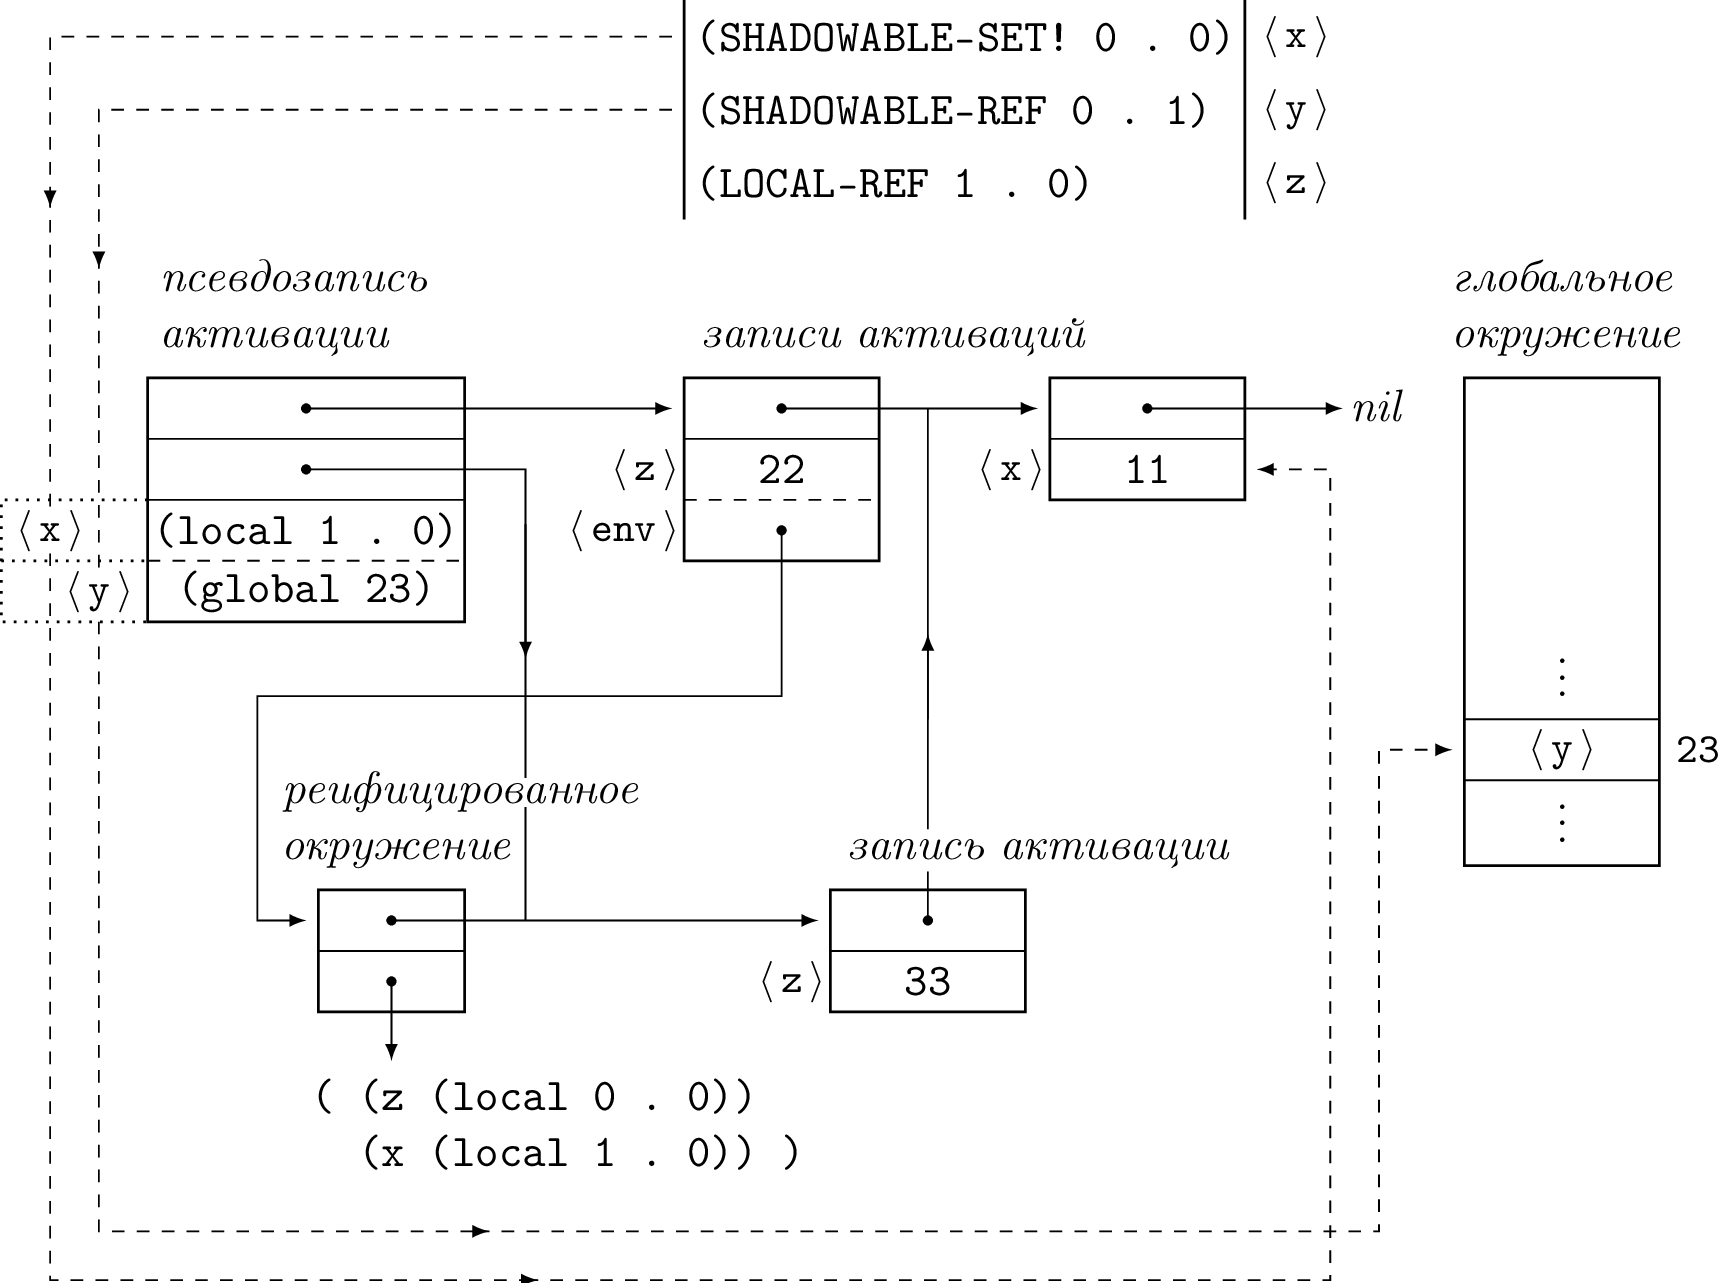 (SHADOWABLE-SET! 0 . 0) ⟨x⟩
(SHADOWABLE-REF 0 . 1) ⟨y⟩
(LOCAL-REF 1 . 0) ⟨z⟩
псевдозапись
активации
записи активаций
глобальное
окружение
nil
⟨z⟩ 22
⟨x⟩ 11
⟨x⟩ (local 1 . 0)
⟨env⟩
⟨y⟩ (global 23)
⟨y⟩ 23
реифицированное
окружение
запись активации
⟨z⟩ 33
( (z (local 0 . 0))
(x (local 1 . 0)) )